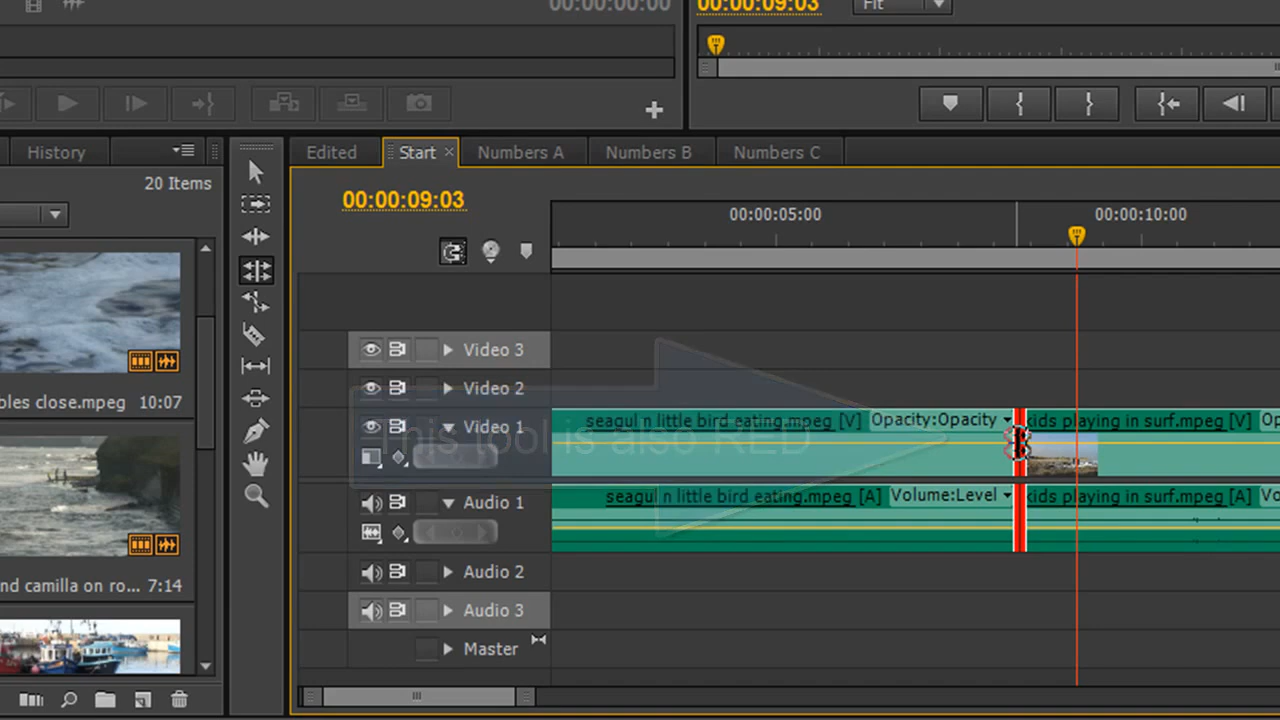 00:00:00:00
00:00:09:03
Fit
History
Edited
Start
Numbers A
Numbers B
Numbers C
20 Items
00:00:09:03
00:00:05:00
00:00:10:00
Video 3
Video 2
bles close.mpeg 10:07
Video 1
seagul n little bird eating.mpeg [V] Opacity:Opacity
kids playing in surf.mpeg [V] Op
This tool is also RED
Audio 1
seagul n little bird eating.mpeg [A] Volume:Level
kids playing in surf.mpeg [A] Vo
Audio 2
nd camilla on ro... 7:14
Audio 3
Master